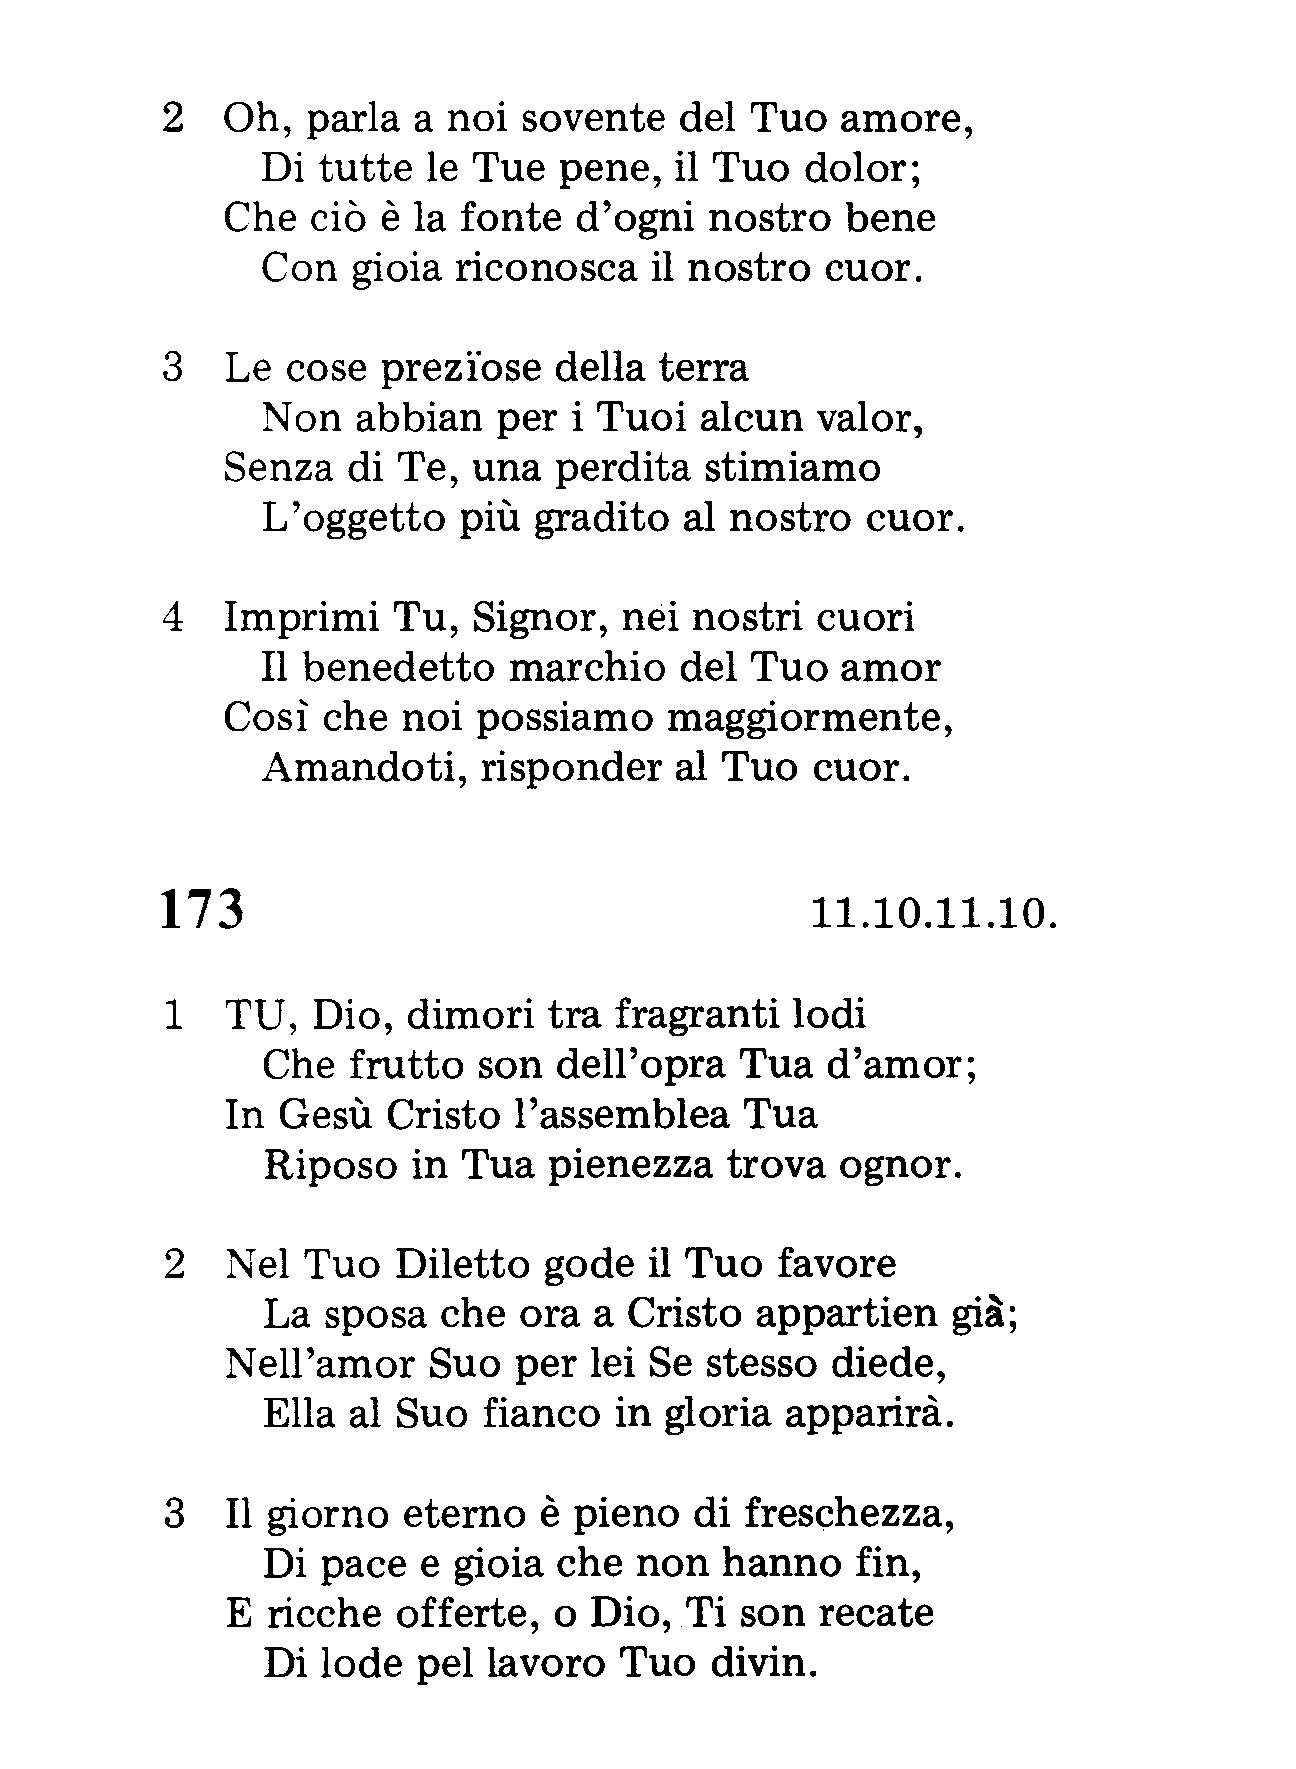 2 Oh, parla a noi sovente del Tuo amore,
Di tutte le Tue pene, il Tuo dolor;
Che ciò è la fonte d'ogni nostro bene
Con gioia riconosca il nostro cuor.
3 Le cose prezïose della terra
Non abbian per i Tuoi alcun valor,
Senza di Te, una perdita stimiamo
L'oggetto più gradito al nostro cuor.
4 Imprimi Tu, Signor, nei nostri cuori
Il benedetto marchio del Tuo amor
Così che noi possiamo maggiormente,
Amandoti, risponder al Tuo cuor.
173 11.10.11.10.
1 TU, Dio, dimori tra fragranti lodi
Che frutto son dell'opra Tua d'amor;
In Gesù Cristo l'assemblea Tua
Riposo in Tua pienezza trova ognor.
2 Nel Tuo Diletto gode il Tuo favore
La sposa che ora a Cristo appartien già;
Nell'amor Suo per lei Se stesso diede,
Ella al Suo fianco in gloria apparirà.
3 Il giorno eterno è pieno di freschezza,
Di pace e gioia che non hanno fin,
E ricche offerte, o Dio, Ti son recate
Di lode pel lavoro Tuo divin.